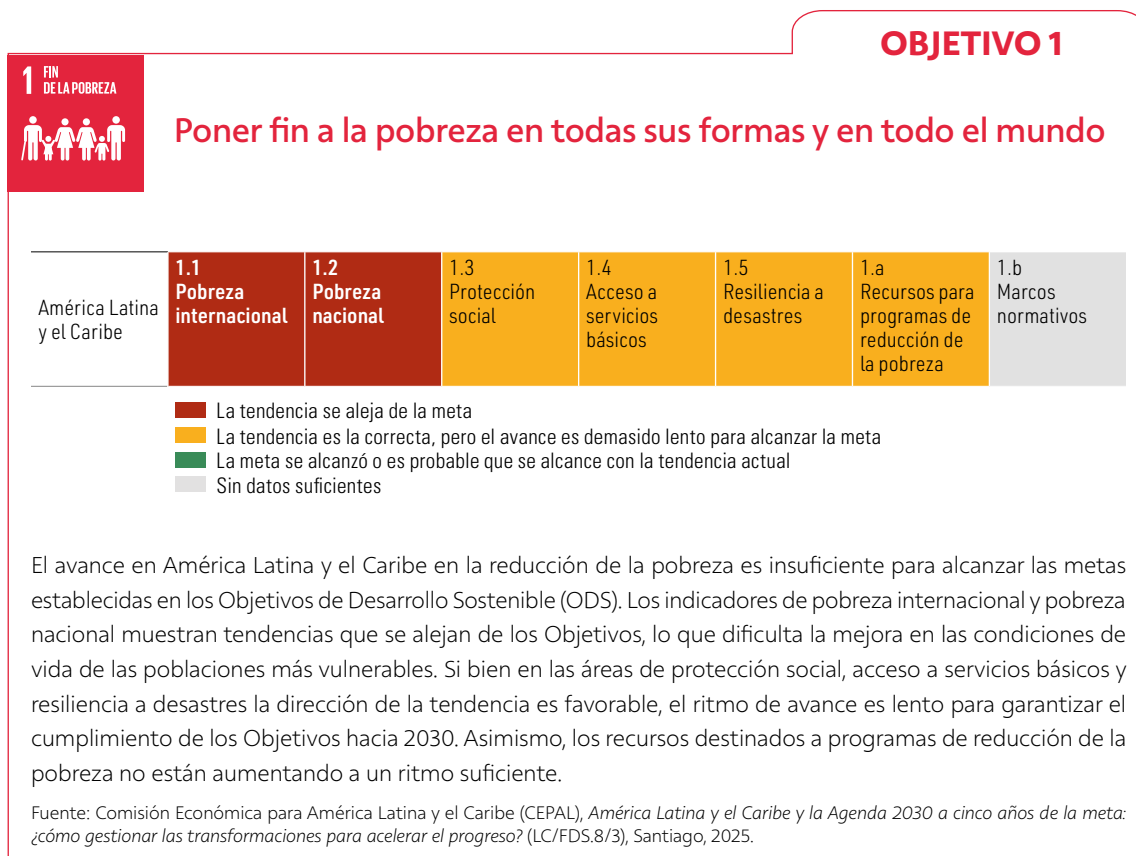 OBJETIVO 1
1 FIN
DE LA POBREZA
Poner fin a la pobreza en todas sus formas y en todo el mundo
América Latina
y el Caribe
1.1
Pobreza
internacional
1.2
Pobreza
nacional
1.3
Protección
social
1.4
Acceso a
servicios
básicos
1.5
Resiliencia a
desastres
1.a
Recursos para
programas de
reducción de
la pobreza
1.b
Marcos
normativos
La tendencia se aleja de la meta
La tendencia es la correcta, pero el avance es demasido lento para alcanzar la meta
La meta se alcanzó o es probable que se alcance con la tendencia actual
Sin datos suficientes
El avance en América Latina y el Caribe en la reducción de la pobreza es insuficiente para alcanzar las metas
establecidas en los Objetivos de Desarrollo Sostenible (ODS). Los indicadores de pobreza internacional y pobreza
nacional muestran tendencias que se alejan de los Objetivos, lo que dificulta la mejora en las condiciones de
vida de las poblaciones más vulnerables. Si bien en las áreas de protección social, acceso a servicios básicos y
resiliencia a desastres la dirección de la tendencia es favorable, el ritmo de avance es lento para garantizar el
cumplimiento de los Objetivos hacia 2030. Asimismo, los recursos destinados a programas de reducción de la
pobreza no están aumentando a un ritmo suficiente.
Fuente: Comisión Económica para América Latina y el Caribe (CEPAL), América Latina y el Caribe y la Agenda 2030 a cinco años de la meta:
¿cómo gestionar las transformaciones para acelerar el progreso? (LC/FDS.8/3), Santiago, 2025.